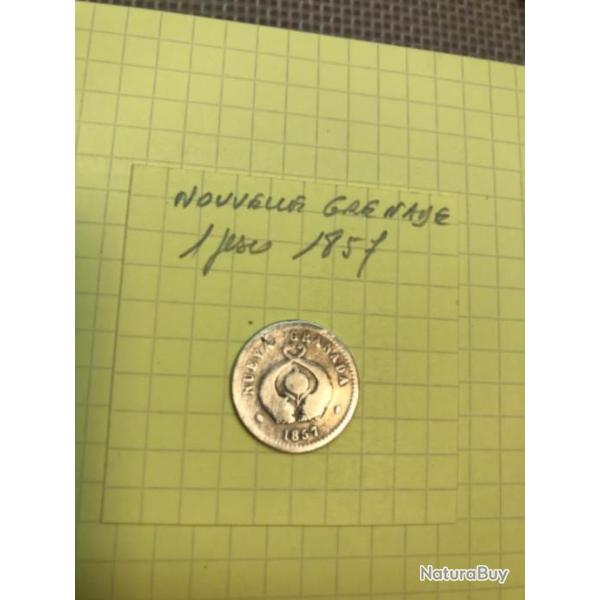 NOUVELLE GRENADE
1 peso 1857
NUEVA GRANADA
1857
NaturaBuy